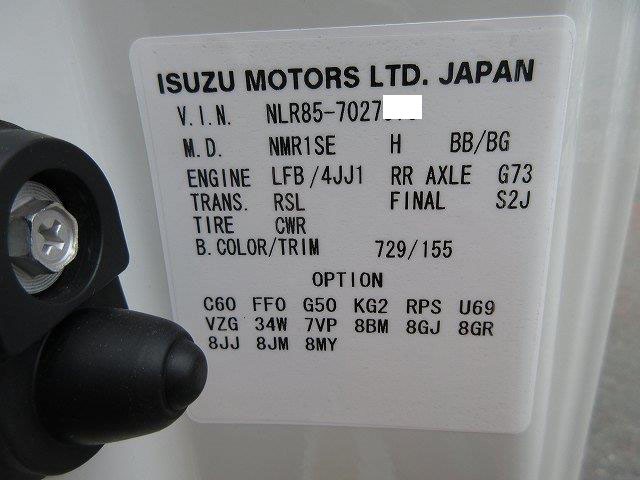 ISUZU MOTORS LTD. JAPAN
V.I.N. NLR85-7027
M.D. NMR1SE H BB/BG
ENGINE LFB/4JJ1 RR AXLE G73
TRANS. RSL FINAL S2J
TIRE CWR
B.COLOR/TRIM 729/155
OPTION
C60 FF0 G50 KG2 RPS U69
VZG 34W 7VP 8BM 8GJ 8GR
8JJ 8JM 8MY